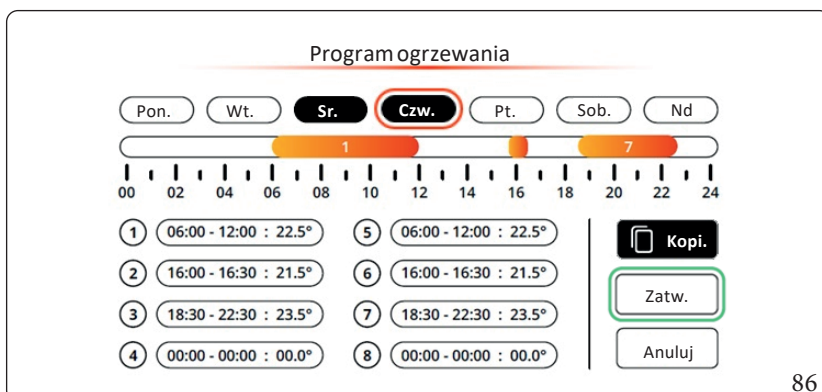 Program ogrzewania
Pon. Wt. Sr. Czw. Pt. Sob. Nd
1 7
00 02 04 06 08 10 12 14 16 18 20 22 24
1 06:00 - 12:00 : 22.5° 5 06:00 - 12:00 : 22.5° Kopi.
2 16:00 - 16:30 : 21.5° 6 16:00 - 16:30 : 21.5° Zatw.
3 18:30 - 22:30 : 23.5° 7 18:30 - 22:30 : 23.5°
4 00:00 - 00:00 : 00.0° 8 00:00 - 00:00 : 00.0° Anuluj
86